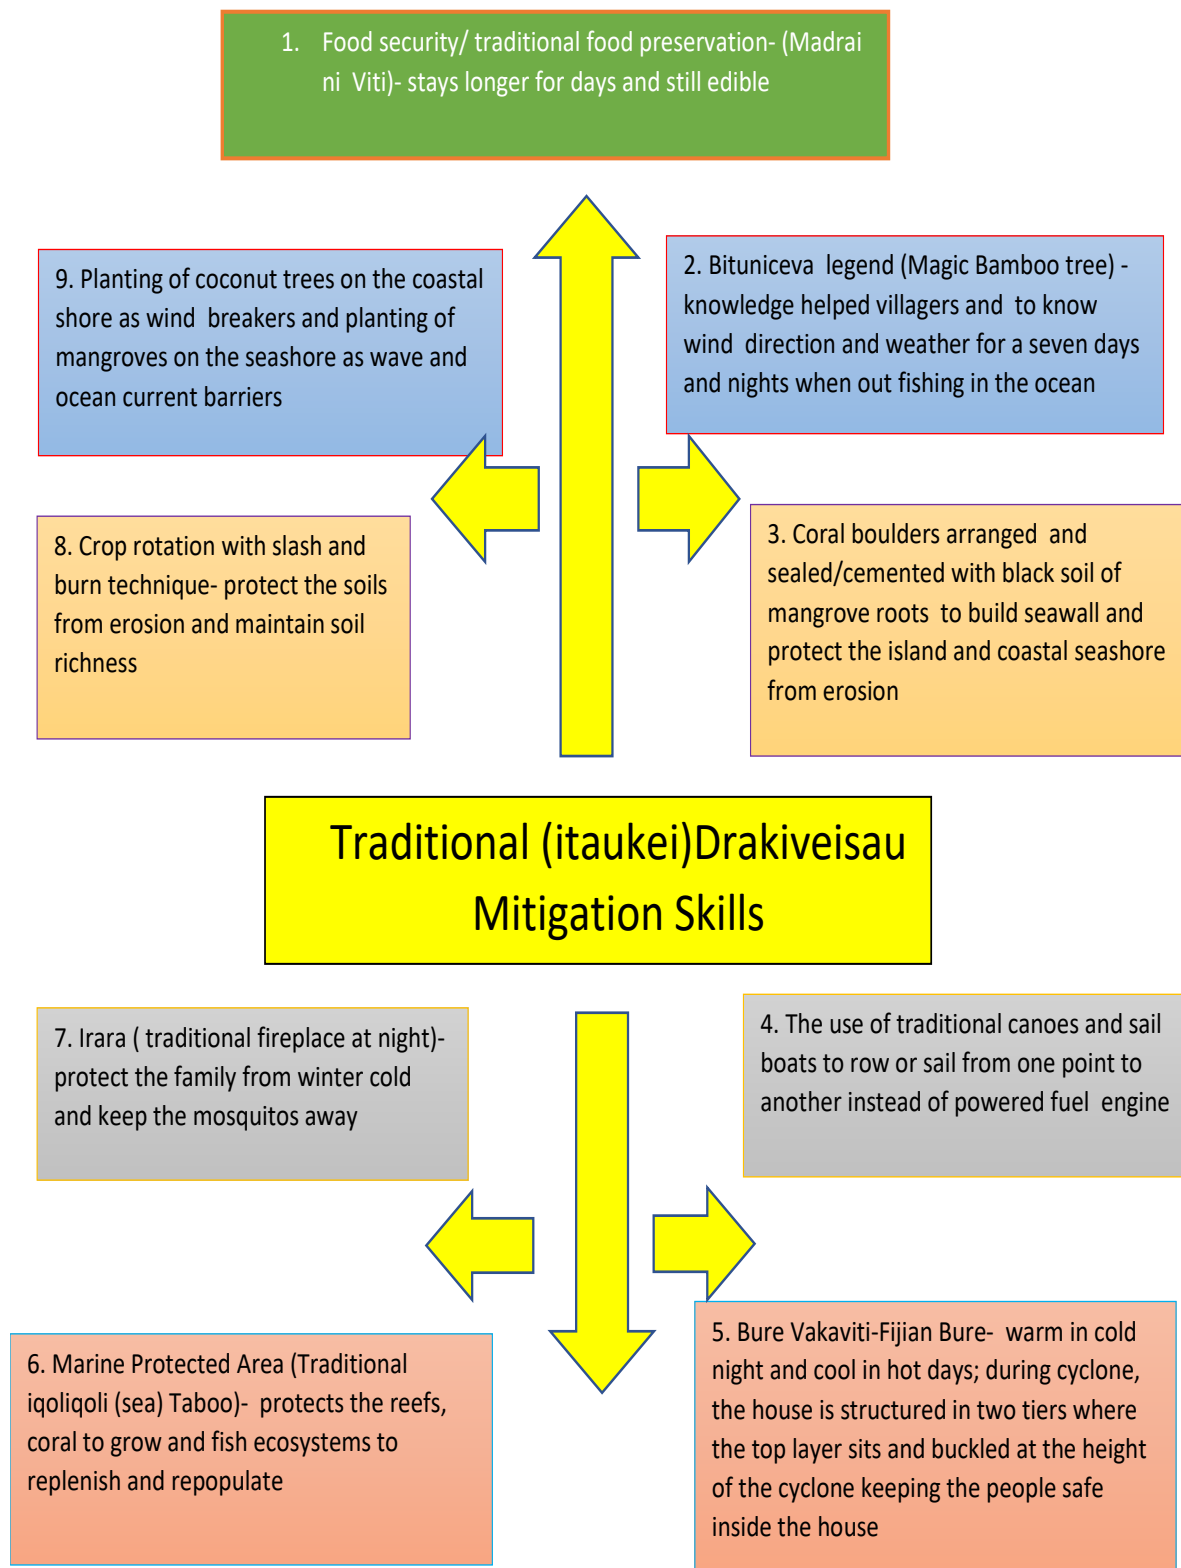 1. Food security/ traditional food preservation- (Madrai
ni Viti)- stays longer for days and still edible
9. Planting of coconut trees on the coastal
shore as wind breakers and planting of
mangroves on the seashore as wave and
ocean current barriers
2. Bituniceva legend (Magic Bamboo tree) -
knowledge helped villagers and to know
wind direction and weather for a seven days
and nights when out fishing in the ocean
8. Crop rotation with slash and
burn technique- protect the soils
from erosion and maintain soil
richness
3. Coral boulders arranged and
sealed/cemented with black soil of
mangrove roots to build seawall and
protect the island and coastal seashore
from erosion
Traditional (itaukei)Drakiveisau
Mitigation Skills
7. Irara ( traditional fireplace at night)-
protect the family from winter cold
and keep the mosquitos away
4. The use of traditional canoes and sail
boats to row or sail from one point to
another instead of powered fuel engine
6. Marine Protected Area (Traditional
iqoliqoli (sea) Taboo)- protects the reefs,
coral to grow and fish ecosystems to
replenish and repopulate
5. Bure Vakaviti-Fijian Bure- warm in cold
night and cool in hot days; during cyclone,
the house is structured in two tiers where
the top layer sits and buckled at the height
of the cyclone keeping the people safe
inside the house